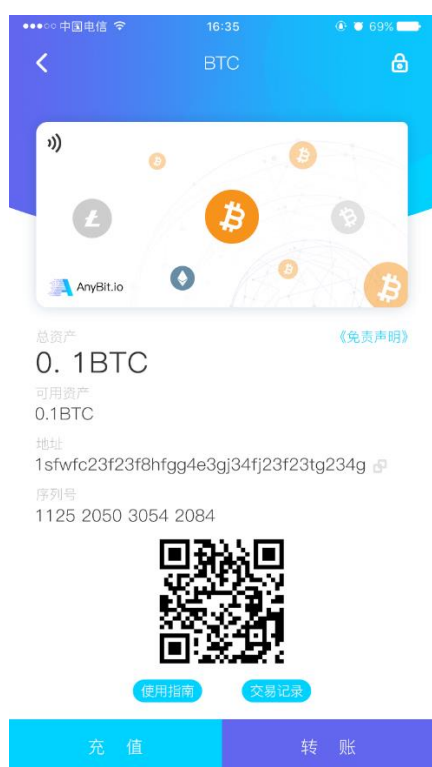 中国电信
16:35
69%
BTC
AnyBit.io
总资产
《免责声明》
0. 1BTC
可用资产
0.1BTC
地址
1sfwfc23f23f8hfgg4e3gj34fj23f23tg234g
序列号
1125 2050 3054 2084
使用指南
交易记录
充 值
转 账